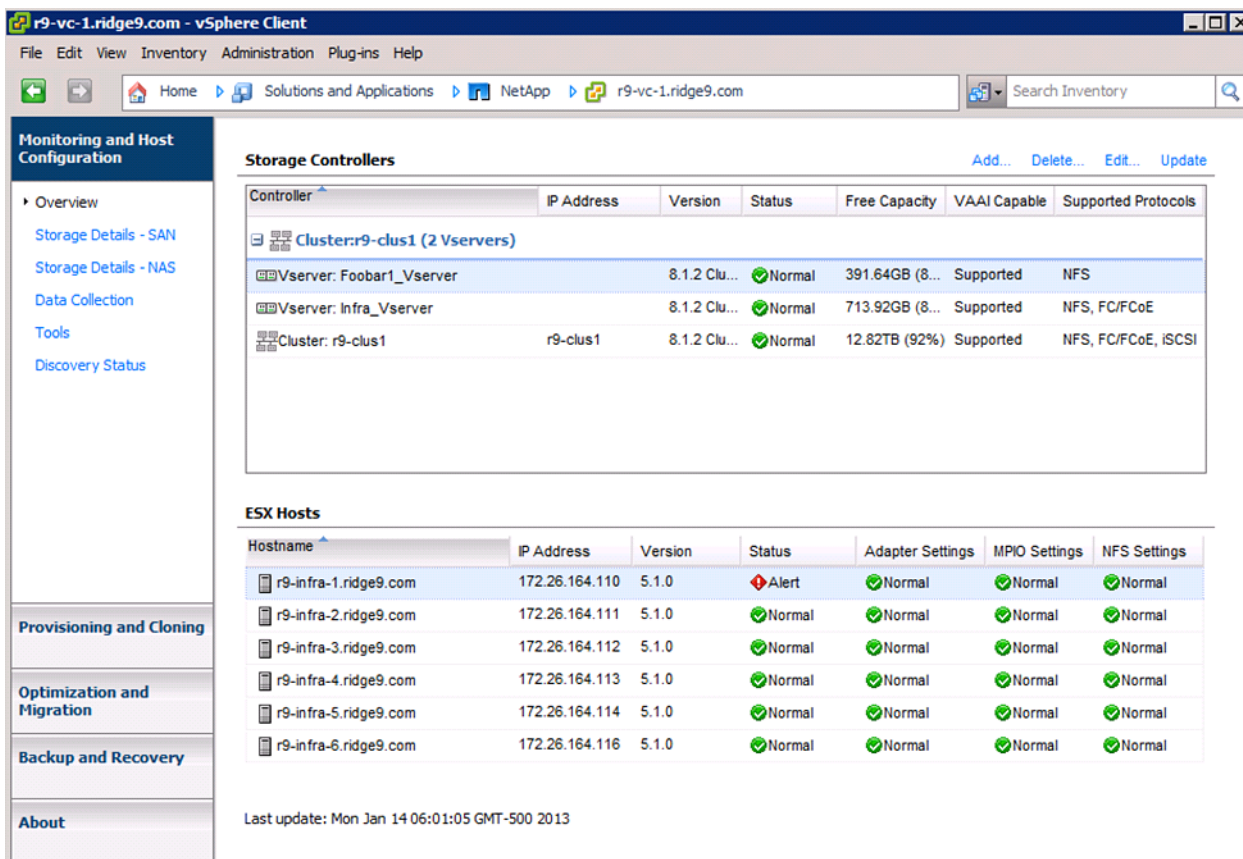 r9-vc-1.ridge9.com - vSphere Client
File Edit View Inventory Administration Plug-ins Help
Home Solutions and Applications NetApp r9-vc-1.ridge9.com Search Inventory
Monitoring and Host Configuration
Overview
Storage Details - SAN
Storage Details - NAS
Data Collection
Tools
Discovery Status
Provisioning and Cloning
Optimization and Migration
Backup and Recovery
About
Storage Controllers Add... Delete... Edit... Update
Controller IP Address Version Status Free Capacity VAAI Capable Supported Protocols
Cluster:r9-clus1 (2 Vservers)
Vserver: Foobar1_Vserver 8.1.2 Clu... Normal 391.64GB (8... Supported NFS
Vserver: Infra_Vserver 8.1.2 Clu... Normal 713.92GB (8... Supported NFS, FC/FCoE
Cluster: r9-clus1 r9-clus1 8.1.2 Clu... Normal 12.82TB (92%) Supported NFS, FC/FCoE, iSCSI
ESX Hosts
Hostname IP Address Version Status Adapter Settings MPIO Settings NFS Settings
r9-infra-1.ridge9.com 172.26.164.110 5.1.0 Alert Normal Normal Normal
r9-infra-2.ridge9.com 172.26.164.111 5.1.0 Normal Normal Normal Normal
r9-infra-3.ridge9.com 172.26.164.112 5.1.0 Normal Normal Normal Normal
r9-infra-4.ridge9.com 172.26.164.113 5.1.0 Normal Normal Normal Normal
r9-infra-5.ridge9.com 172.26.164.114 5.1.0 Normal Normal Normal Normal
r9-infra-6.ridge9.com 172.26.164.116 5.1.0 Normal Normal Normal Normal
Last update: Mon Jan 14 06:01:05 GMT-500 2013